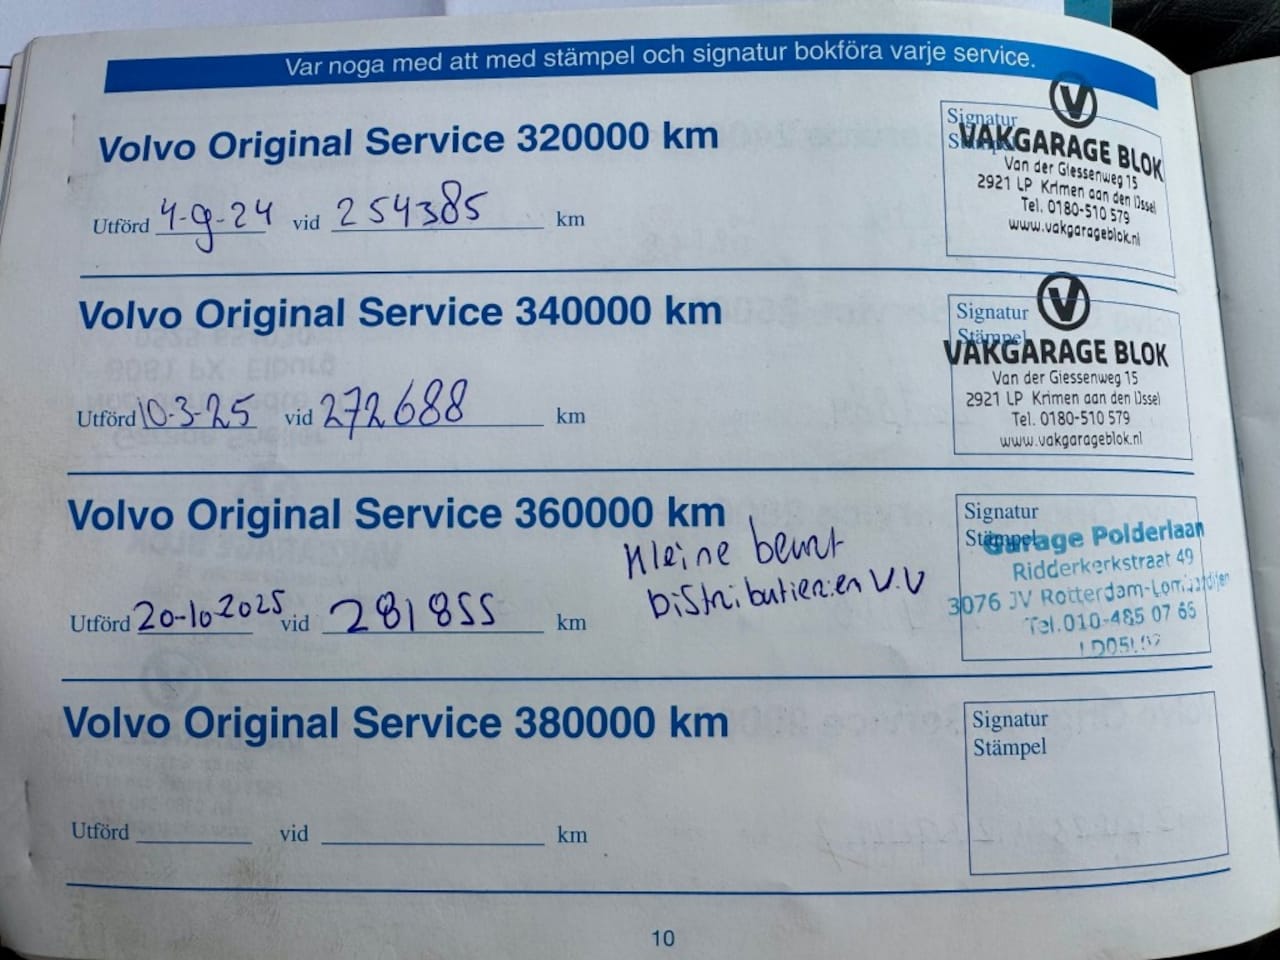 Var noga med att med stämpel och signatur bokföra varje service.
Volvo Original Service 320000 km
Utförd 4-9-24 vid 254385 km
Signatur
Stämpel
VAKGARAGE BLOK
Van der Giessenweg 15
2921 LP Krimen aan den IJssel
Tel. 0180-510 579
www.vakgarageblok.nl
Volvo Original Service 340000 km
Utförd 10-3-25 vid 272688 km
Signatur
Stämpel
VAKGARAGE BLOK
Van der Giessenweg 15
2921 LP Krimen aan den IJssel
Tel. 0180-510 579
www.vakgarageblok.nl
Volvo Original Service 360000 km
Kleine beurt
Distributierien V.V
Utförd 20-10-2025 vid 281855 km
Signatur
Stämpel
Garage Polderlaan
Ridderkerkstraat 49
3076 JV Rotterdam-Lombardijen
Tel. 010-485 07 65
Volvo Original Service 380000 km
Utförd vid km
Signatur
Stämpel
10